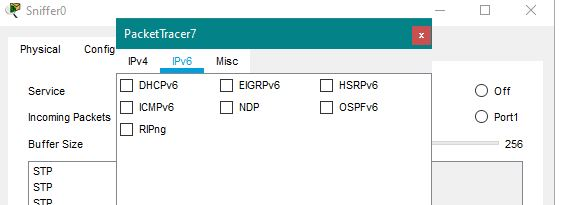 Sniffer0
PacketTracer7
x
Physical Config
IPv4 IPv6 Misc
DHCPv6 EIGRPv6 HSRPv6
Service Off
ICMPv6 NDP OSPFv6
Incoming Packets Port1
RIPng
Buffer Size 256
STP
STP
STP